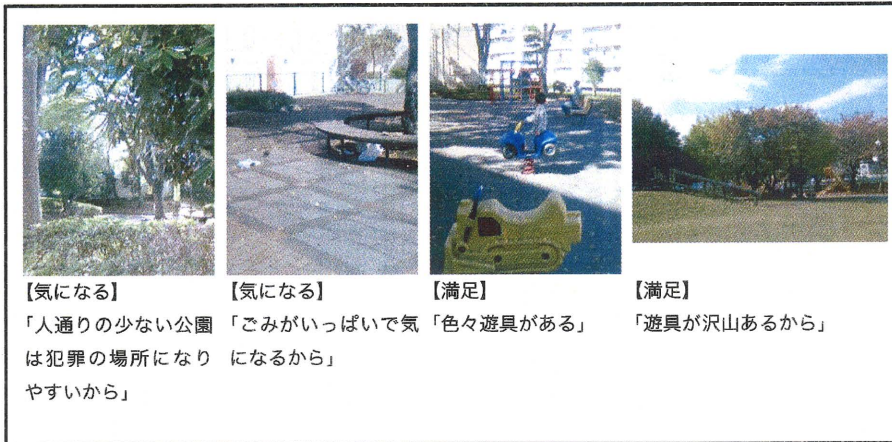 【気になる】
「人通りの少ない公園
は犯罪の場所になり
やすいから」
【気になる】
「ごみがいっぱいで気
になるから」
【満足】
「色々遊具がある」
【満足】
「遊具が沢山あるから」